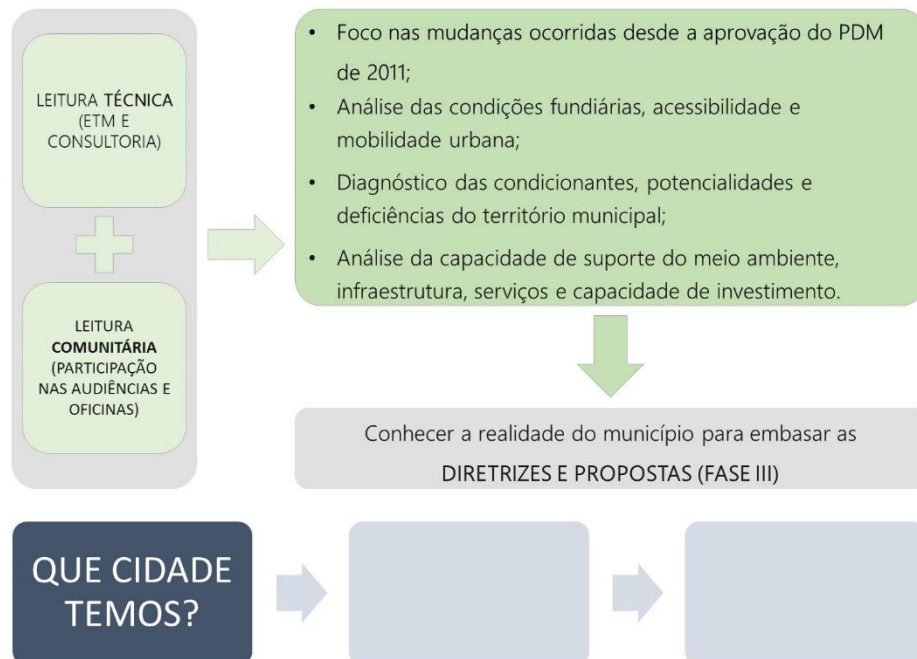 LEITURA TÉCNICA
(ETM E
CONSULTORIA)
LEITURA
COMUNITÁRIA
(PARTICIPAÇÃO
NAS AUDIÊNCIAS E
OFICINAS)
• Foco nas mudanças ocorridas desde a aprovação do PDM
de 2011;
• Análise das condições fundiárias, acessibilidade e
mobilidade urbana;
• Diagnóstico das condicionantes, potencialidades e
deficiências do território municipal;
• Análise da capacidade de suporte do meio ambiente,
infraestrutura, serviços e capacidade de investimento.
Conhecer a realidade do município para embasar as
DIRETRIZES E PROPOSTAS (FASE III)
QUE CIDADE
TEMOS?